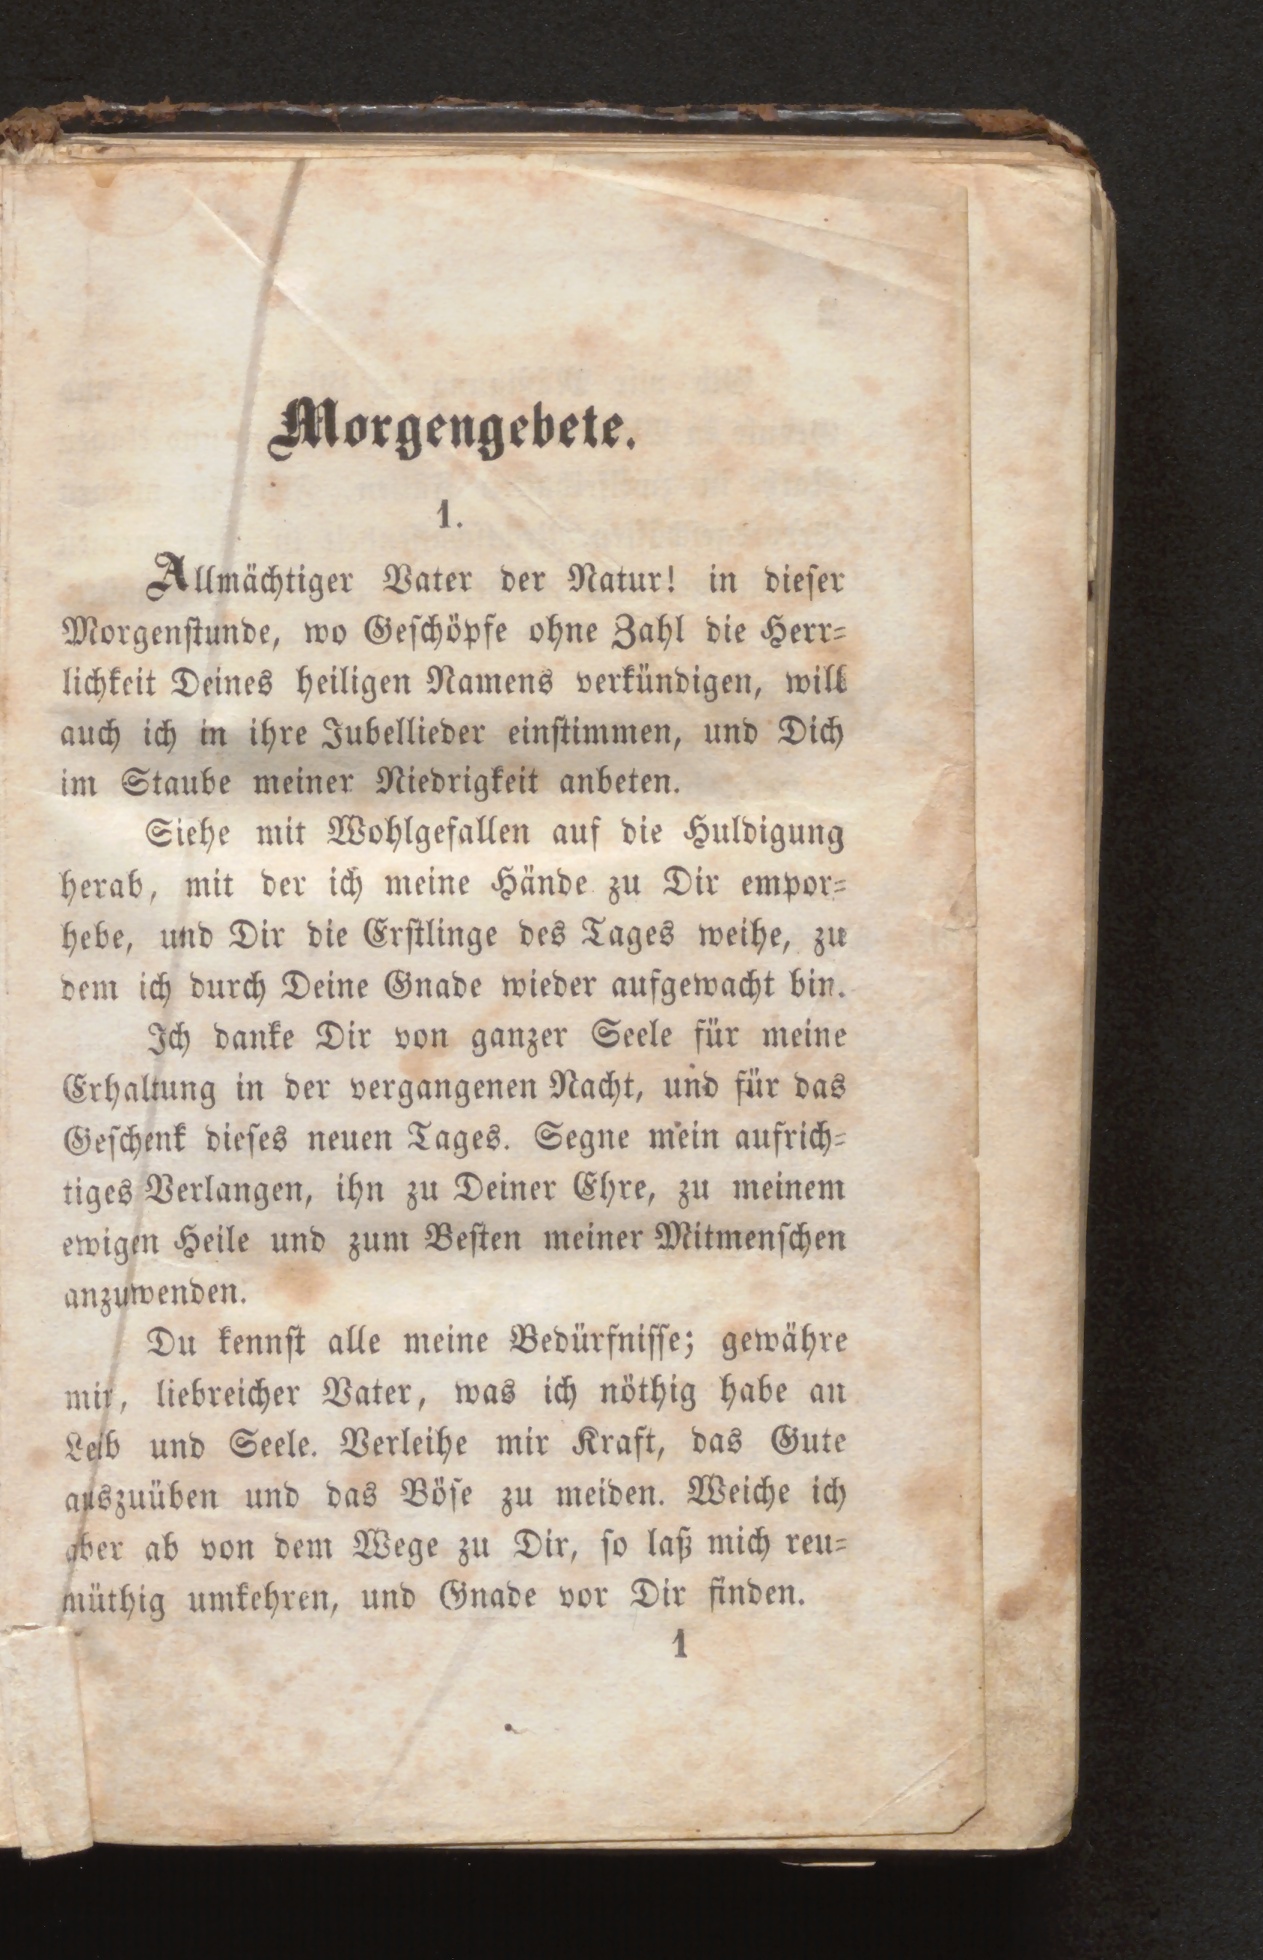 Morgengebete.
1.
Allmächtiger Vater der Natur! in dieser
Morgenstunde, wo Geschöpfe ohne Zahl die Herr-
lichkeit Deines heiligen Namens verkündigen, will
auch ich in ihre Jubellieder einstimmen, und Dich
im Staube meiner Niedrigkeit anbeten.
Siehe mit Wohlgefallen auf die Huldigung
herab, mit der ich meine Hände zu Dir empor-
hebe, und Dir die Erstlinge des Tages weihe, zu
dem ich durch Deine Gnade wieder aufgewacht bin.
Ich danke Dir von ganzer Seele für meine
Erhaltung in der vergangenen Nacht, und für das
Geschenk dieses neuen Tages. Segne mein aufrich-
tiges Verlangen, ihn zu Deiner Ehre, zu meinem
ewigen Heile und zum Besten meiner Mitmenschen
anzuwenden.
Du kennst alle meine Bedürfnisse; gewähre
mir, liebreicher Vater, was ich nöthig habe an
Leib und Seele. Verleihe mir Kraft, das Gute
auszuüben und das Böse zu meiden. Weiche ich
aber ab von dem Wege zu Dir, so laß mich reu-
müthig umkehren, und Gnade vor Dir finden.
1